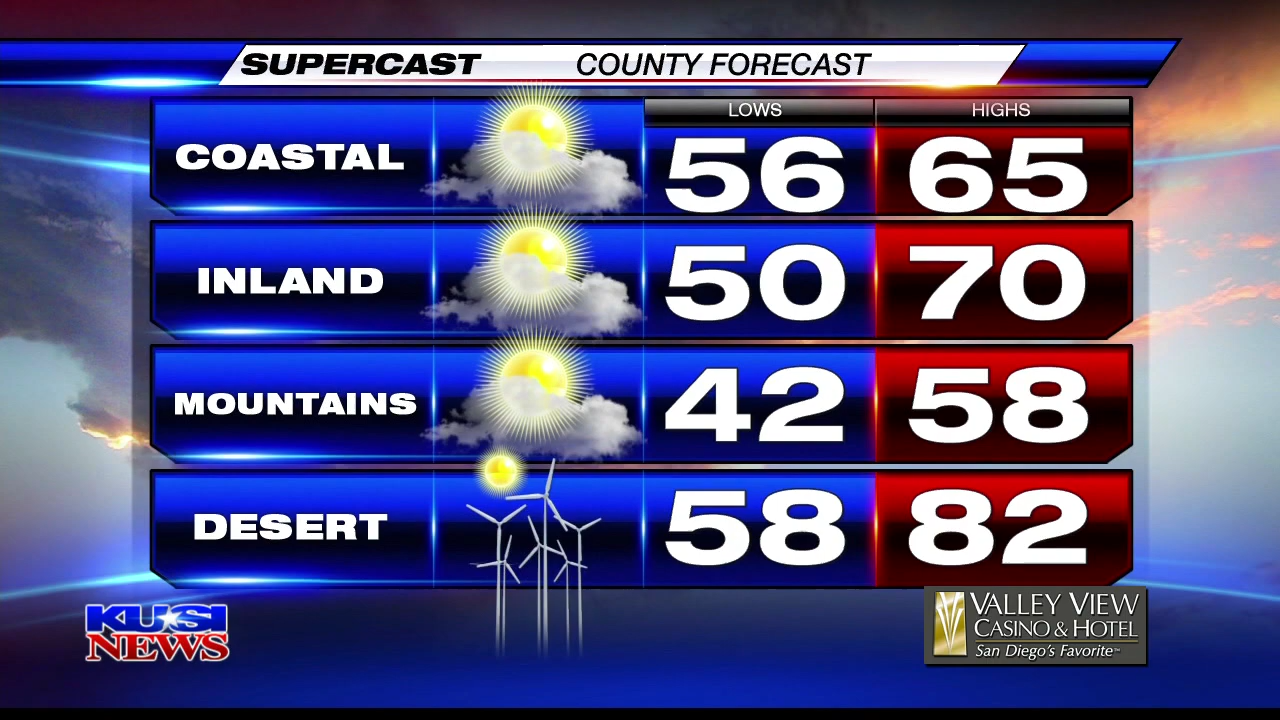 SUPERCAST COUNTY FORECAST
LOWS HIGHS
COASTAL 56 65
INLAND 50 70
MOUNTAINS 42 58
DESERT 58 82
KUSI
NEWS
VALLEY VIEW
CASINO & HOTEL
San Diego's Favorite™